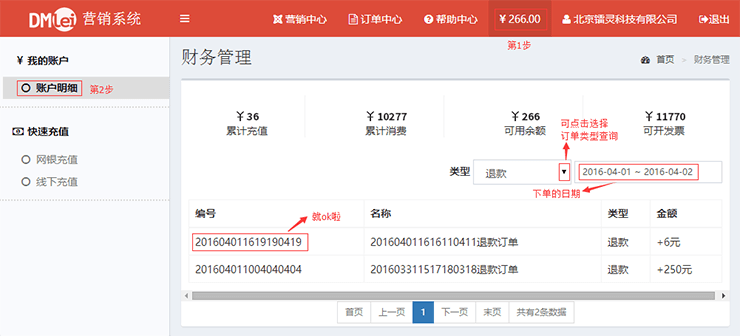 DMLei 营销系统
营销中心 订单中心 帮助中心 ¥ 266.00 北京镭灵科技有限公司 退出
第1步
¥ 我的账户
账户明细 第2步
快速充值
网银充值
线下充值
财务管理
首页 > 财务管理
¥ 36 ¥ 10277 ¥ 266 ¥ 11770
累计充值 累计消费 可用余额 可开发票
可点击选择
订单类型查询
类型 退款 2016-04-01 ~ 2016-04-02
下单的日期
就ok啦
编号 名称 类型 金额
201604011619190419 201604011616110411退款订单 退款 +6元
201604011004040404 201603311517180318退款订单 退款 +250元
首页 上一页 1 下一页 末页 共有2条数据